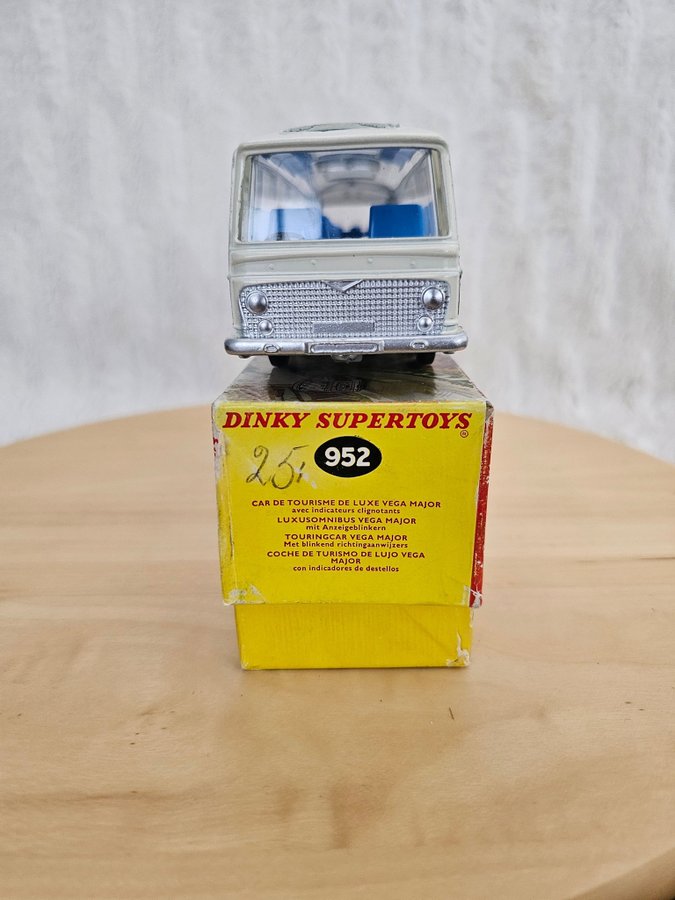 DINKY SUPERTOYS
®
25,
952
CAR DE TOURISME DE LUXE VEGA MAJOR
avec indicateurs clignotants
LUXUSOMNIBUS VEGA MAJOR
mit Anzeigeblinkern
TOURINGCAR VEGA MAJOR
Met blinkend richtingaanwijzers
COCHE DE TURISMO DE LUJO VEGA
MAJOR
con indicadores de destellos